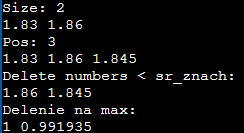 Size: 2
1.83 1.86
Pos: 3
1.83 1.86 1.845
Delete numbers < sr_znach:
1.86 1.845
Delenie na max:
1 0.991935